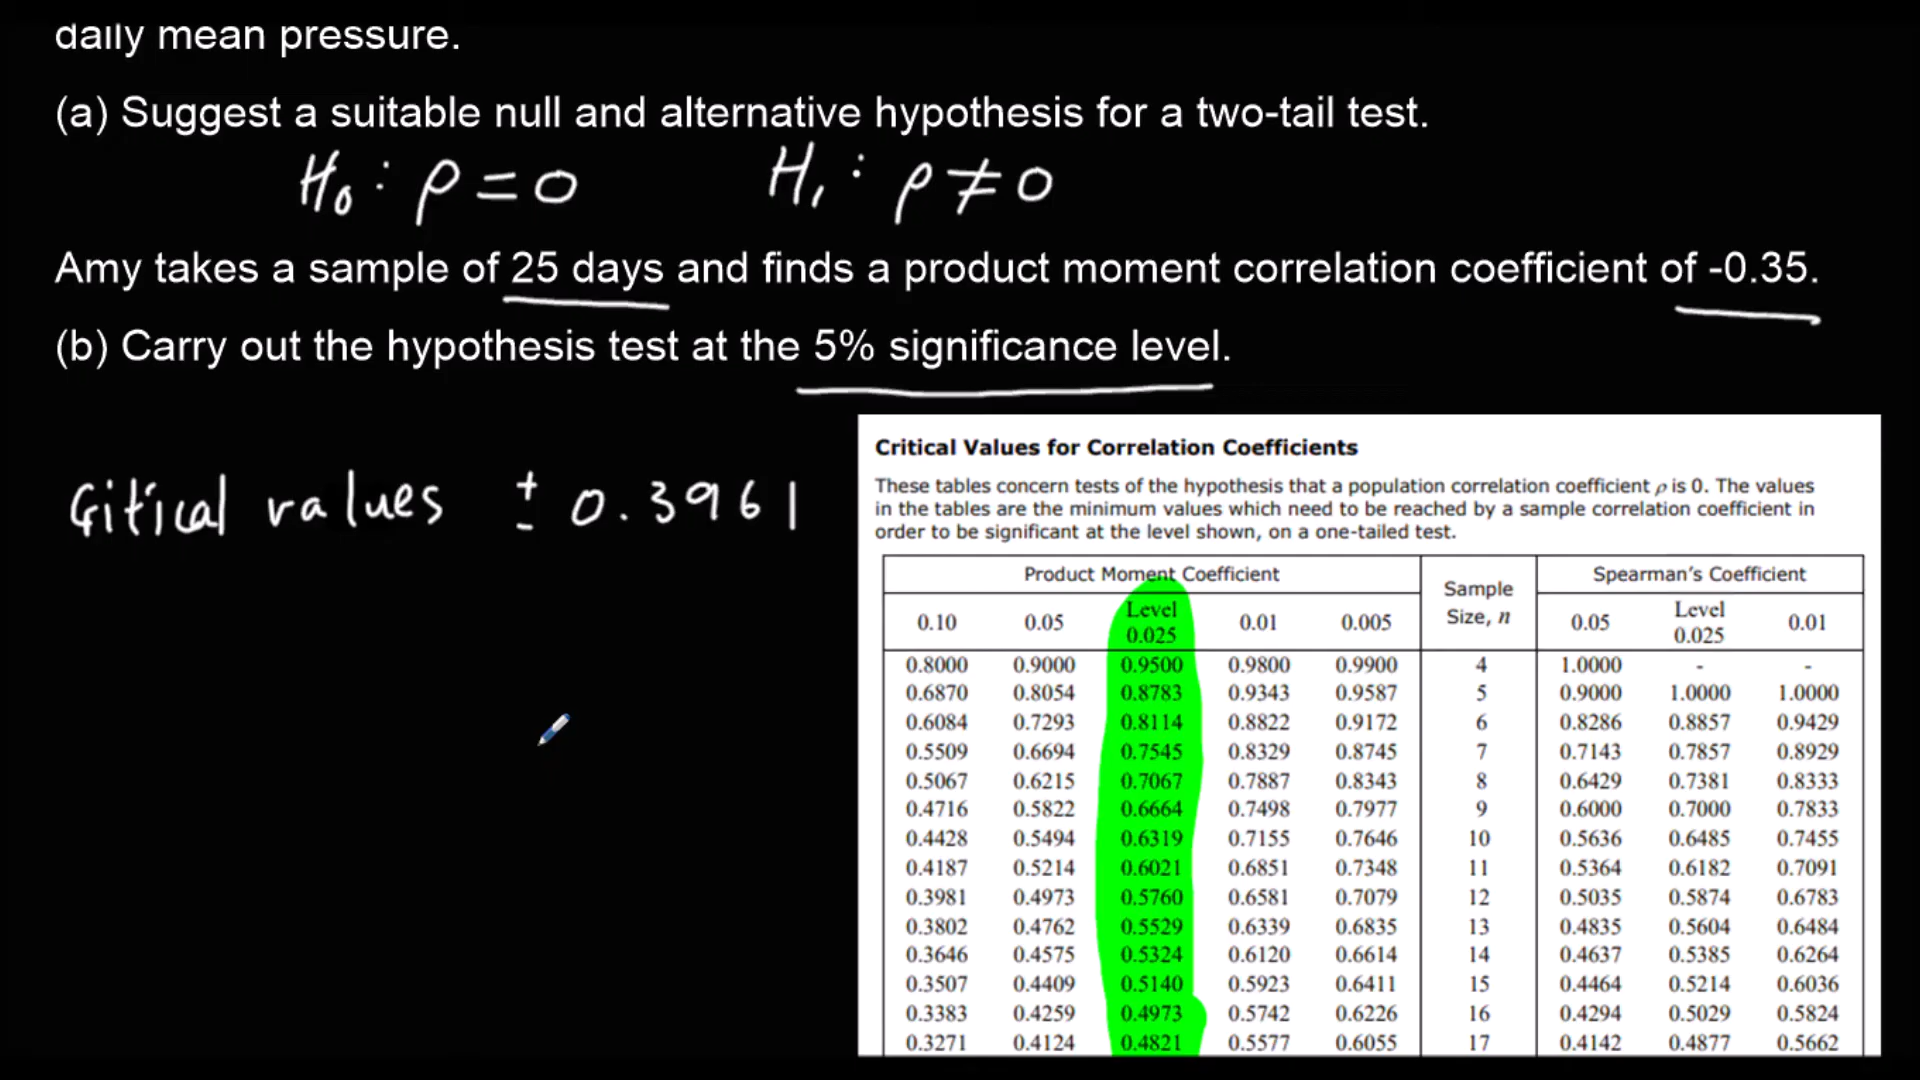 daily mean pressure.
(a) Suggest a suitable null and alternative hypothesis for a two-tail test.
H₀ : ρ = 0 H₁ : ρ ≠ 0
Amy takes a sample of 25 days and finds a product moment correlation coefficient of -0.35.
(b) Carry out the hypothesis test at the 5% significance level.
Critical values ± 0.3961
Critical Values for Correlation Coefficients
These tables concern tests of the hypothesis that a population correlation coefficient ρ is 0. The values
in the tables are the minimum values which need to be reached by a sample correlation coefficient in
order to be significant at the level shown, on a one-tailed test.
Product Moment Coefficient Sample Size, n Spearman's Coefficient
0.10 0.05 Level 0.025 0.01 0.005 0.05 Level 0.025 0.01
0.8000 0.9000 0.9500 0.9800 0.9900 4 1.0000 - -
0.6870 0.8054 0.8783 0.9343 0.9587 5 0.9000 1.0000 1.0000
0.6084 0.7293 0.8114 0.8822 0.9172 6 0.8286 0.8857 0.9429
0.5509 0.6694 0.7545 0.8329 0.8745 7 0.7143 0.7857 0.8929
0.5067 0.6215 0.7067 0.7887 0.8343 8 0.6429 0.7381 0.8333
0.4716 0.5822 0.6664 0.7498 0.7977 9 0.6000 0.7000 0.7833
0.4428 0.5494 0.6319 0.7155 0.7646 10 0.5636 0.6485 0.7455
0.4187 0.5214 0.6021 0.6851 0.7348 11 0.5364 0.6182 0.7091
0.3981 0.4973 0.5760 0.6581 0.7079 12 0.5035 0.5874 0.6783
0.3802 0.4762 0.5529 0.6339 0.6835 13 0.4835 0.5604 0.6484
0.3646 0.4575 0.5324 0.6120 0.6614 14 0.4637 0.5385 0.6264
0.3507 0.4409 0.5140 0.5923 0.6411 15 0.4464 0.5214 0.6036
0.3383 0.4259 0.4973 0.5742 0.6226 16 0.4294 0.5029 0.5824
0.3271 0.4124 0.4821 0.5577 0.6055 17 0.4142 0.4877 0.5662